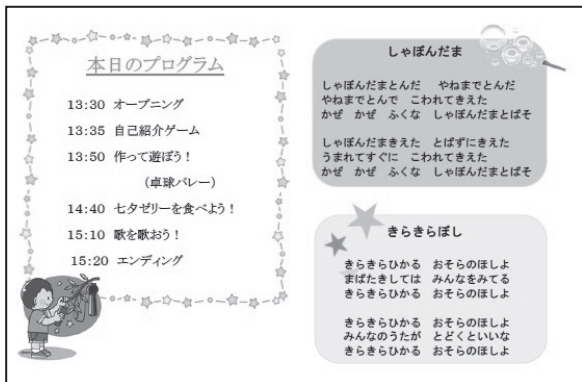 本日のプログラム
13:30 オープニング
13:35 自己紹介ゲーム
13:50 作って遊ぼう！
（卓球バレー）
14:40 七夕ゼリーを食べよう！
15:10 歌を歌おう！
15:20 エンディング
しゃぼんだま
しゃぼんだまとんだ　やねまでとんだ
やねまでとんで　こわれてきえた
かぜ　かぜ　ふくな　しゃぼんだまとばそ
しゃぼんだまきえた　とばずにきえた
うまれてすぐに　こわれてきえた
かぜ　かぜ　ふくな　しゃぼんだまとばそ
きらきらぼし
きらきらひかる　おそらのほしよ
まばたきしては　みんなをみてる
きらきらひかる　おそらのほしよ
きらきらひかる　おそらのほしよ
みんなのうたが　とどくといいな
きらきらひかる　おそらのほしよ